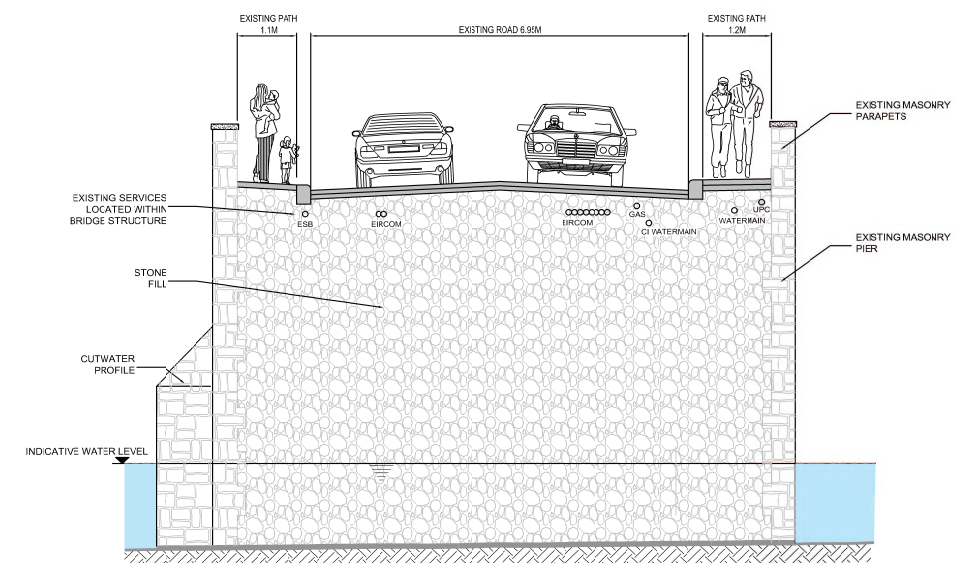 EXISTING PATH
1.1M
EXISTING ROAD 6.95M
EXISTING PATH
1.2M
EXISTING MASONRY
PARAPETS
EXISTING SERVICES
LOCATED WITHIN
BRIDGE STRUCTURE
ESB
EIRCOM
EIRCOM
GAS
CI WATERMAIN
WATERMAIN
UPC
EXISTING MASONRY
PIER
STONE
FILL
CUTWATER
PROFILE
INDICATIVE WATER LEVEL